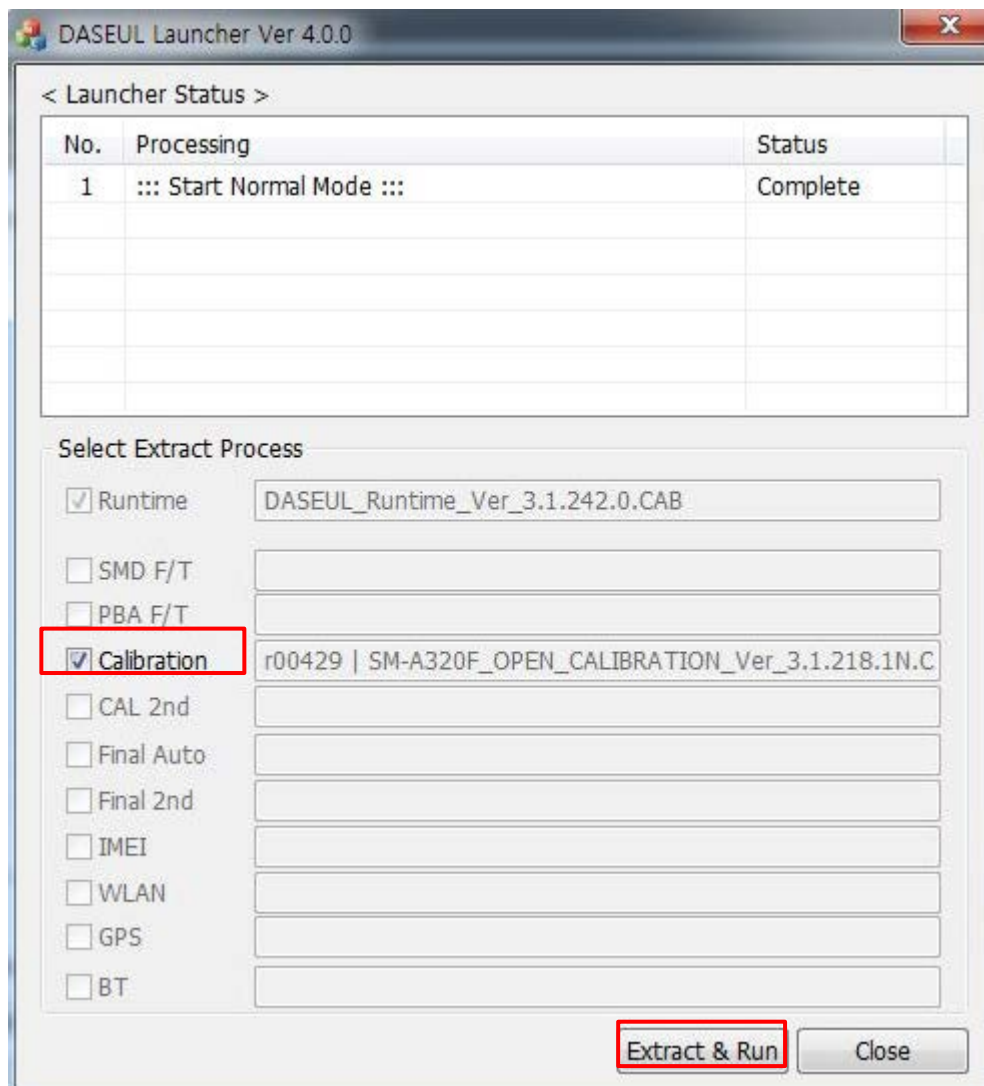 DASEUL Launcher Ver 4.0.0
< Launcher Status >
No. Processing Status
1 ::: Start Normal Mode ::: Complete
Select Extract Process
Runtime DASEUL_Runtime_Ver_3.1.242.0.CAB
SMD F/T
PBA F/T
Calibration r00429 | SM-A320F_OPEN_CALIBRATION_Ver_3.1.218.1N.C
CAL 2nd
Final Auto
Final 2nd
IMEI
WLAN
GPS
BT
Extract & Run Close